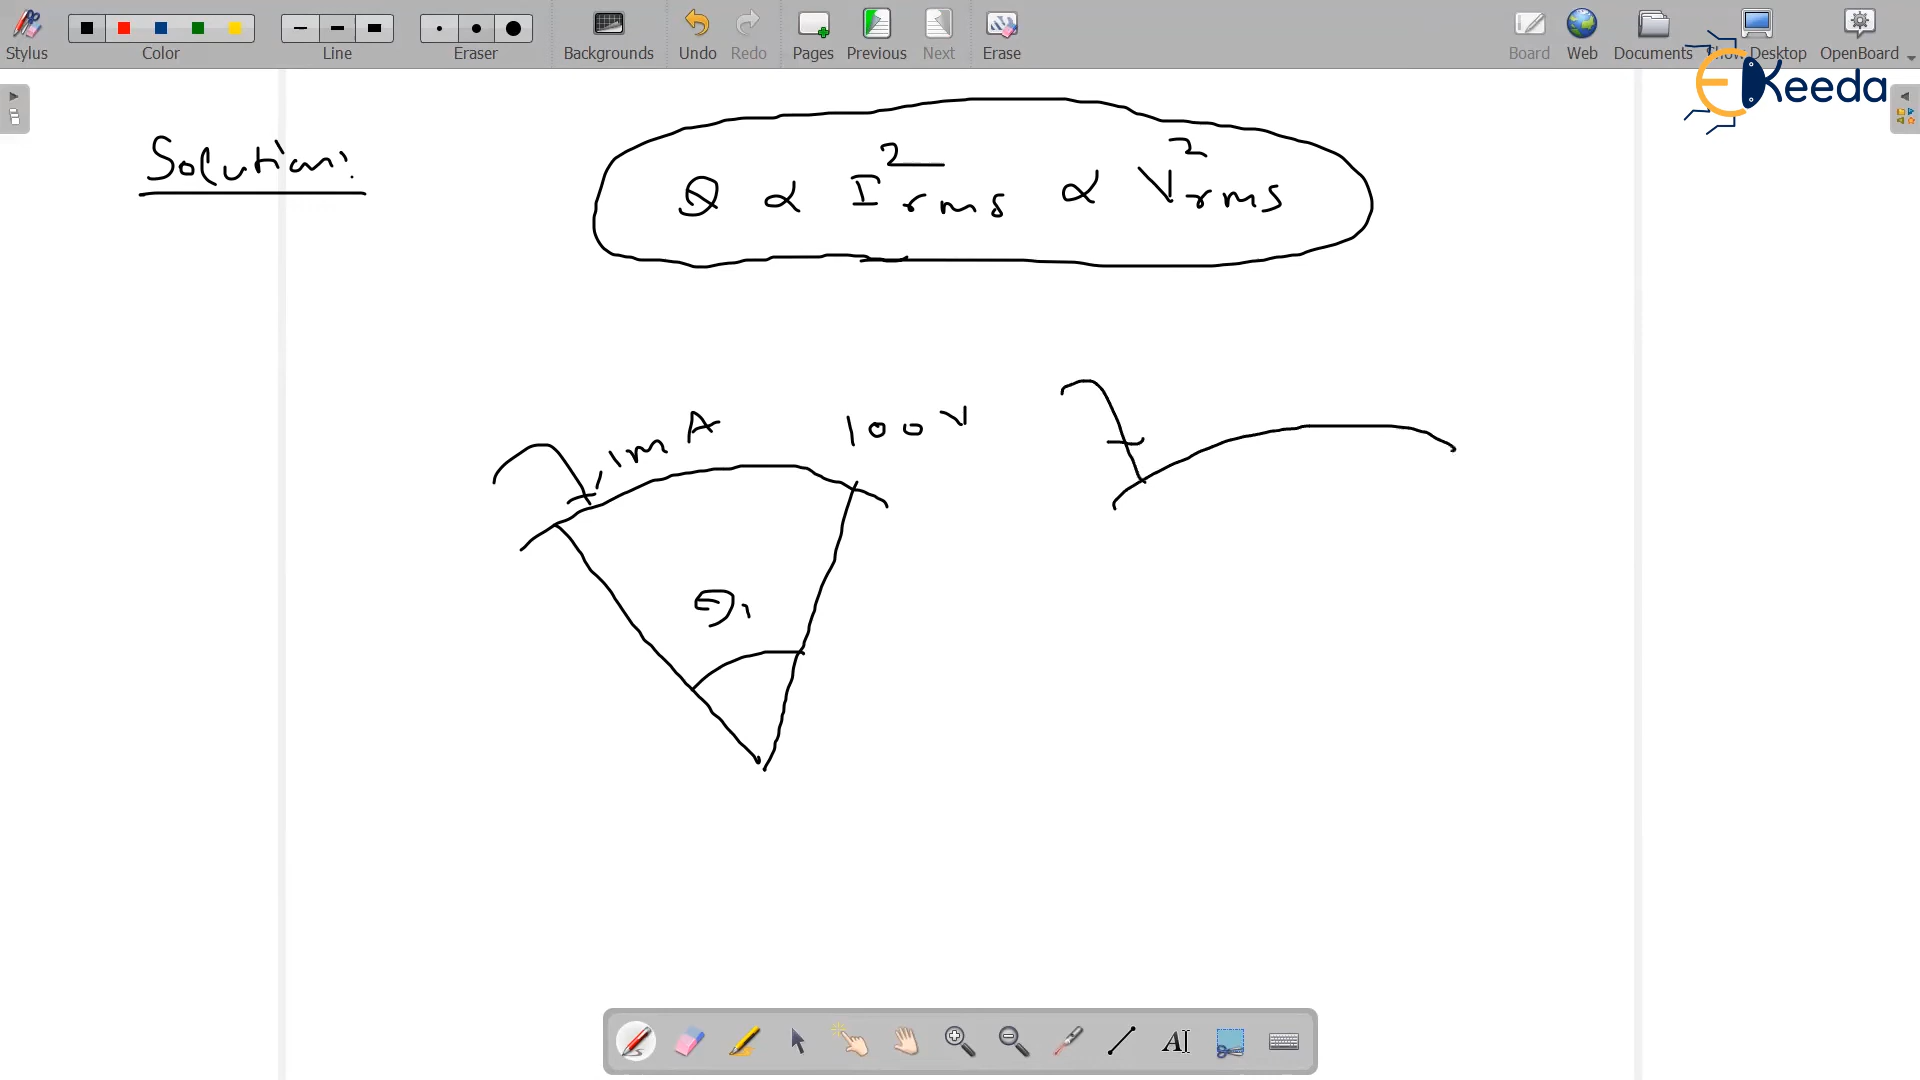 Stylus
Color
Line
Eraser
Backgrounds
Undo
Redo
Pages
Previous
Next
Erase
Board
Web
Documents
Desktop
OpenBoard
Keeda
Solution:
θ ∝ I²rms ∝ V²rms
1mA
100V
θ1